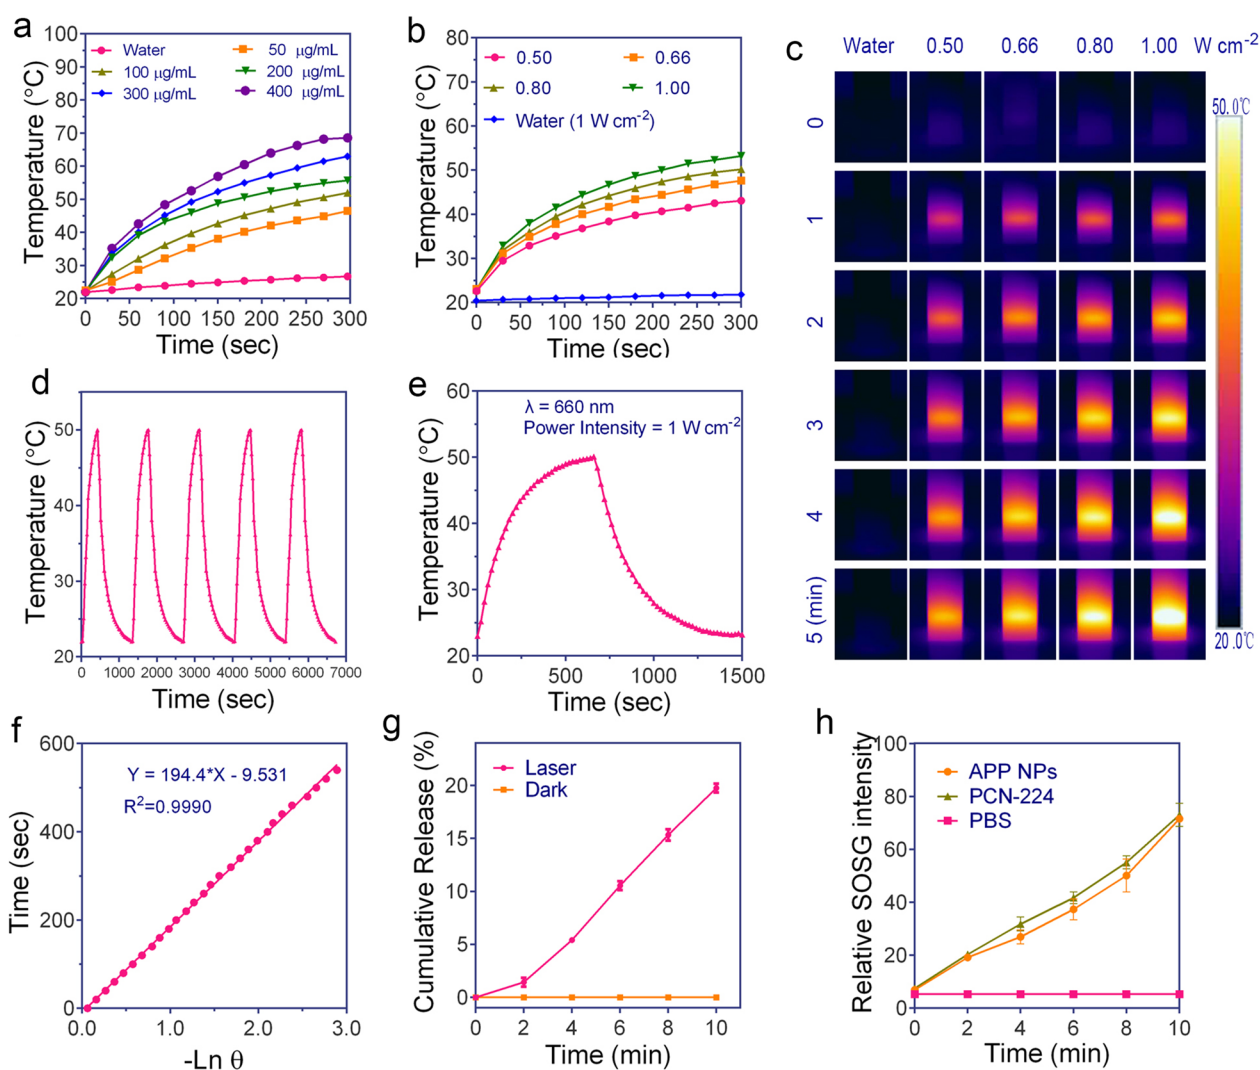 a
100
90
80
70
60
50
40
30
20
Temperature (°C)
Water
50 μg/mL
100 μg/mL
200 μg/mL
300 μg/mL
400 μg/mL
0 50 100 150 200 250 300
Time (sec)
b
80
70
60
50
40
30
20
Temperature (°C)
0.50
0.66
0.80
1.00
Water (1 W cm-2)
0 50 100 150 200 250 300
Time (sec)
c
Water 0.50 0.66 0.80 1.00 W cm-2
0
1
2
3
4
5 (min)
50.0℃
20.0℃
d
50
40
30
20
Temperature (°C)
0 1000 2000 3000 4000 5000 6000 7000
Time (sec)
e
60
50
40
30
20
Temperature (°C)
λ = 660 nm
Power Intensity = 1 W cm-2
0 500 1000 1500
Time (sec)
f
600
400
200
0
Time (sec)
Y = 194.4*X - 9.531
R2=0.9990
0.0 1.0 2.0 3.0
-Ln θ
g
20
15
10
5
0
Cumulative Release (%)
Laser
Dark
0 2 4 6 8 10
Time (min)
h
100
80
60
40
20
0
Relative SOSG intensity
APP NPs
PCN-224
PBS
0 2 4 6 8 10
Time (min)